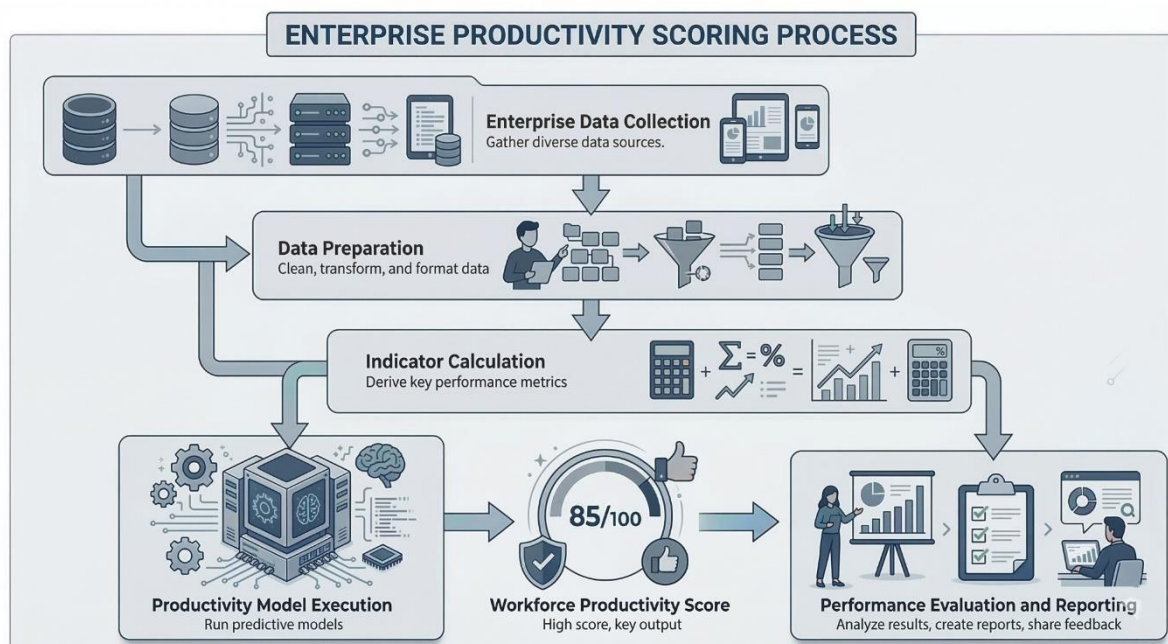 ENTERPRISE PRODUCTIVITY SCORING PROCESS
Enterprise Data Collection
Gather diverse data sources.
Data Preparation
Clean, transform, and format data
Indicator Calculation
Derive key performance metrics
+ Σ = % = + %
85/100
Productivity Model Execution
Run predictive models
Workforce Productivity Score
High score, key output
Performance Evaluation and Reporting
Analyze results, create reports, share feedback